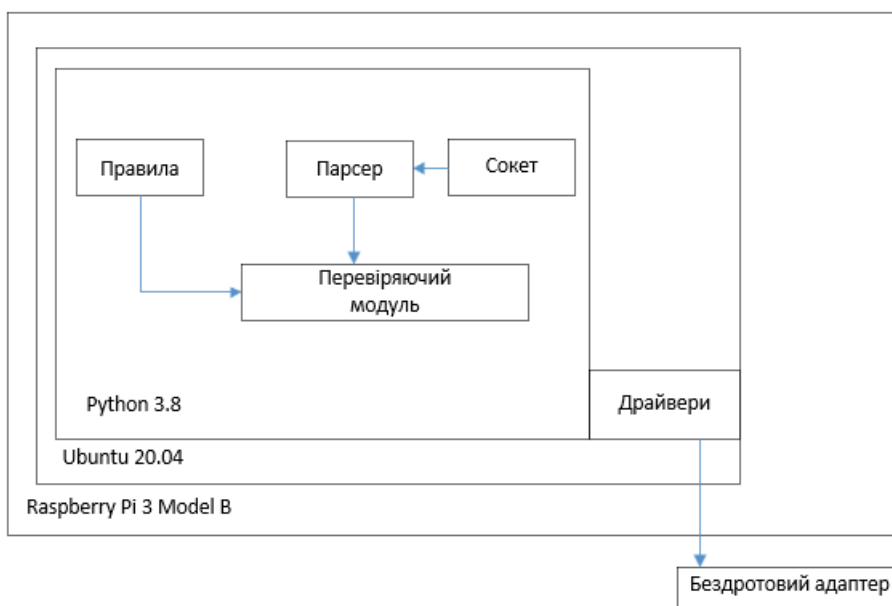 Правила
Парсер
Сокет
Перевіряючий
модуль
Python 3.8
Драйвери
Ubuntu 20.04
Raspberry Pi 3 Model B
Бездротовий адаптер